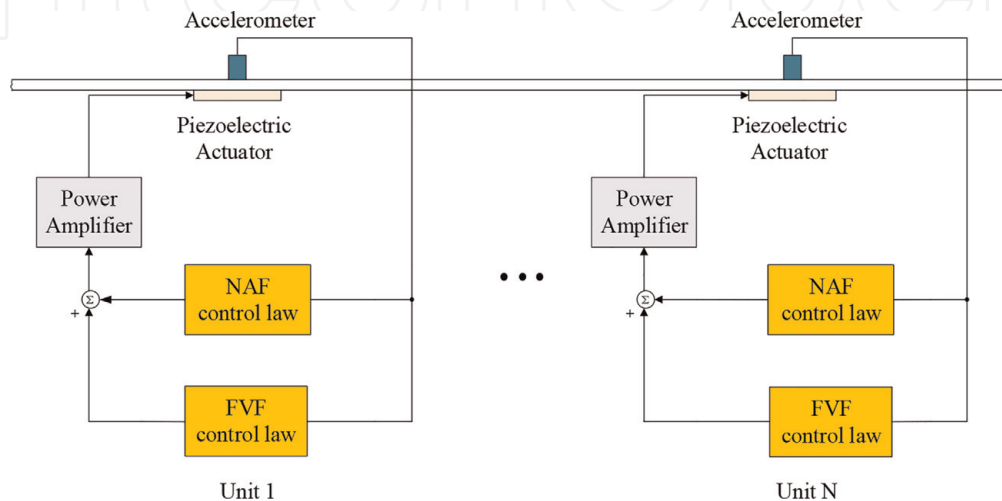 Accelerometer
Piezoelectric
Actuator
Power
Amplifier
NAF
control law
Σ
+
FVF
control law
Unit 1
Accelerometer
Piezoelectric
Actuator
Power
Amplifier
NAF
control law
Σ
+
FVF
control law
Unit N